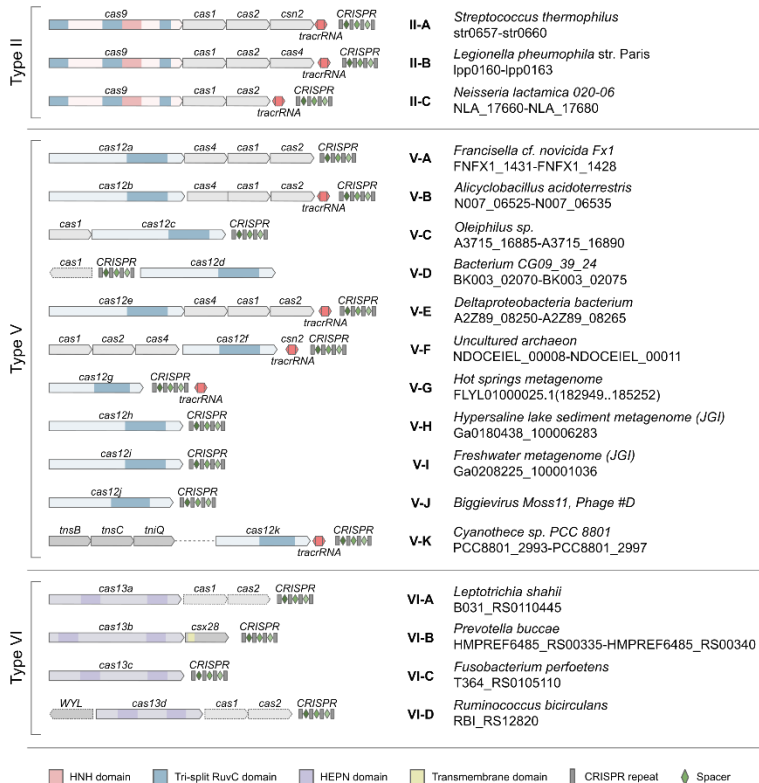 Type II
cas9 cas1 cas2 csn2 CRISPR
tracrRNA
II-A
Streptococcus thermophilus
str0657-str0660
cas9 cas1 cas2 cas4 CRISPR
tracrRNA
II-B
Legionella pheumophila str. Paris
lpp0160-lpp0163
cas9 cas1 cas2 CRISPR
tracrRNA
II-C
Neisseria lactamica 020-06
NLA_17660-NLA_17680
Type V
cas12a cas4 cas1 cas2 CRISPR
V-A
Francisella cf. novicida Fx1
FNFX1_1431-FNFX1_1428
cas12b cas4 cas1 cas2 CRISPR
tracrRNA
V-B
Alicyclobacillus acidoterrestris
N007_06525-N007_06535
cas1 cas12c CRISPR
V-C
Oleiphilus sp.
A3715_16885-A3715_16890
cas1 CRISPR cas12d
V-D
Bacterium CG09_39_24
BK003_02070-BK003_02075
cas12e cas4 cas1 cas2 CRISPR
tracrRNA
V-E
Deltaproteobacteria bacterium
A2Z89_08250-A2Z89_08265
cas1 cas2 cas4 cas12f csn2 CRISPR
tracrRNA
V-F
Uncultured archaeon
NDOCEIEL_00008-NDOCEIEL_00011
cas12g CRISPR
tracrRNA
V-G
Hot springs metagenome
FLYL01000025.1(182949..185252)
cas12h CRISPR
V-H
Hypersaline lake sediment metagenome (JGI)
Ga0180438_100006283
cas12i CRISPR
V-I
Freshwater metagenome (JGI)
Ga0208225_100001036
cas12j CRISPR
V-J
Biggievirus Moss11, Phage #D
tnsB tnsC tniQ cas12k CRISPR
tracrRNA
V-K
Cyanothece sp. PCC 8801
PCC8801_2993-PCC8801_2997
Type VI
cas13a cas1 cas2 CRISPR
VI-A
Leptotrichia shahii
B031_RS0110445
cas13b csx28 CRISPR
VI-B
Prevotella buccae
HMPREF6485_RS00335-HMPREF6485_RS00340
cas13c CRISPR
VI-C
Fusobacterium perfoetens
T364_RS0105110
WYL cas13d cas1 cas2 CRISPR
VI-D
Ruminococcus bicirculans
RBI_RS12820
HNH domain Tri-split RuvC domain HEPN domain Transmembrane domain CRISPR repeat Spacer